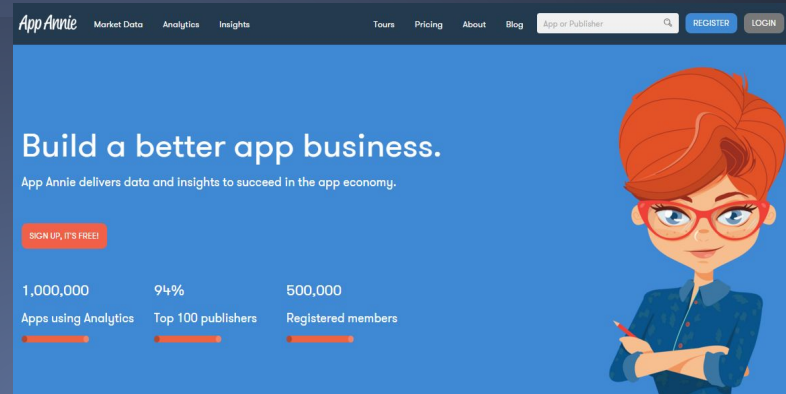 App Annie Market Data Analytics Insights Tours Pricing About Blog App or Publisher REGISTER LOGIN
Build a better app business.
App Annie delivers data and insights to succeed in the app economy.
SIGN UP, IT'S FREE!
1,000,000 94% 500,000
Apps using Analytics Top 100 publishers Registered members